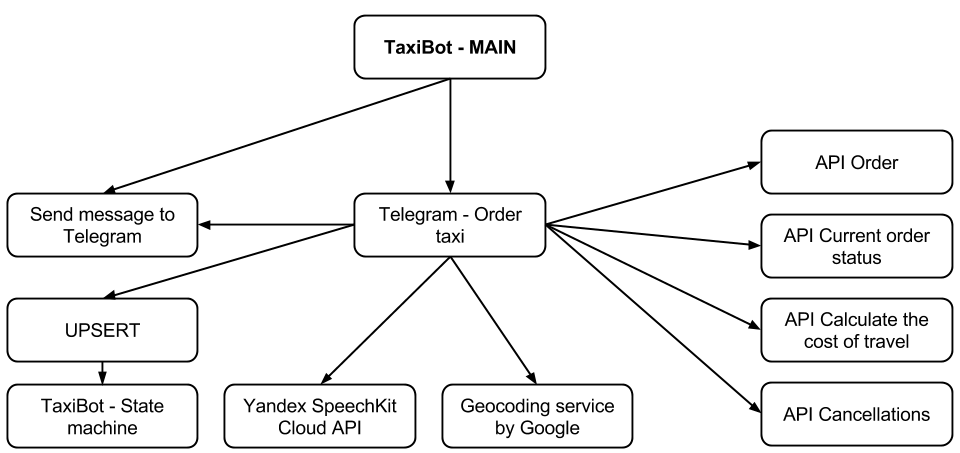 TaxiBot - MAIN
API Order
Send message to
Telegram
Telegram - Order
taxi
API Current order
status
UPSERT
API Calculate the
cost of travel
TaxiBot - State
machine
Yandex SpeechKit
Cloud API
Geocoding service
by Google
API Cancellations